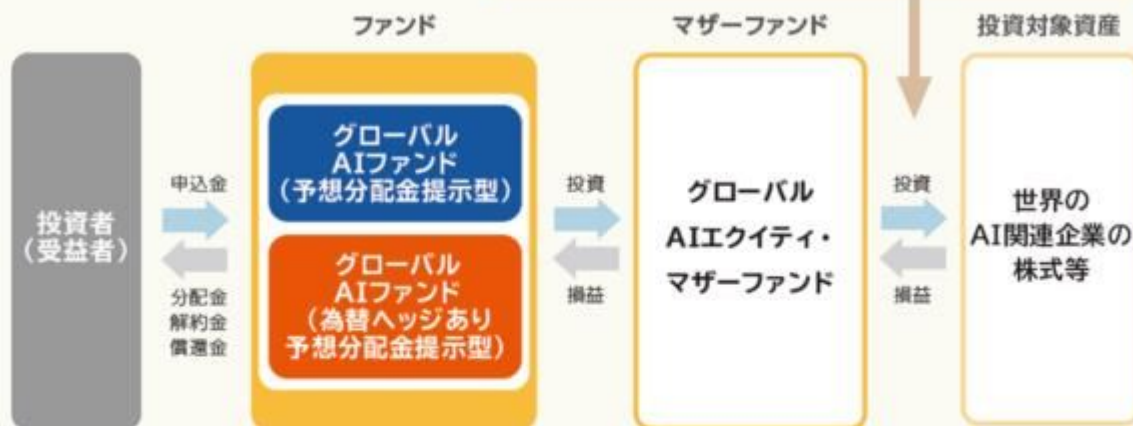 ファンド
マザーファンド
投資対象資産
投資者
(受益者)
申込金
分配金
解約金
償還金
グローバル
AIファンド
(予想分配金提示型)
グローバル
AIファンド
(為替ヘッジあり
予想分配金提示型)
投資
損益
グローバル
AIエクイティ・
マザーファンド
投資
損益
世界の
AI関連企業の
株式等